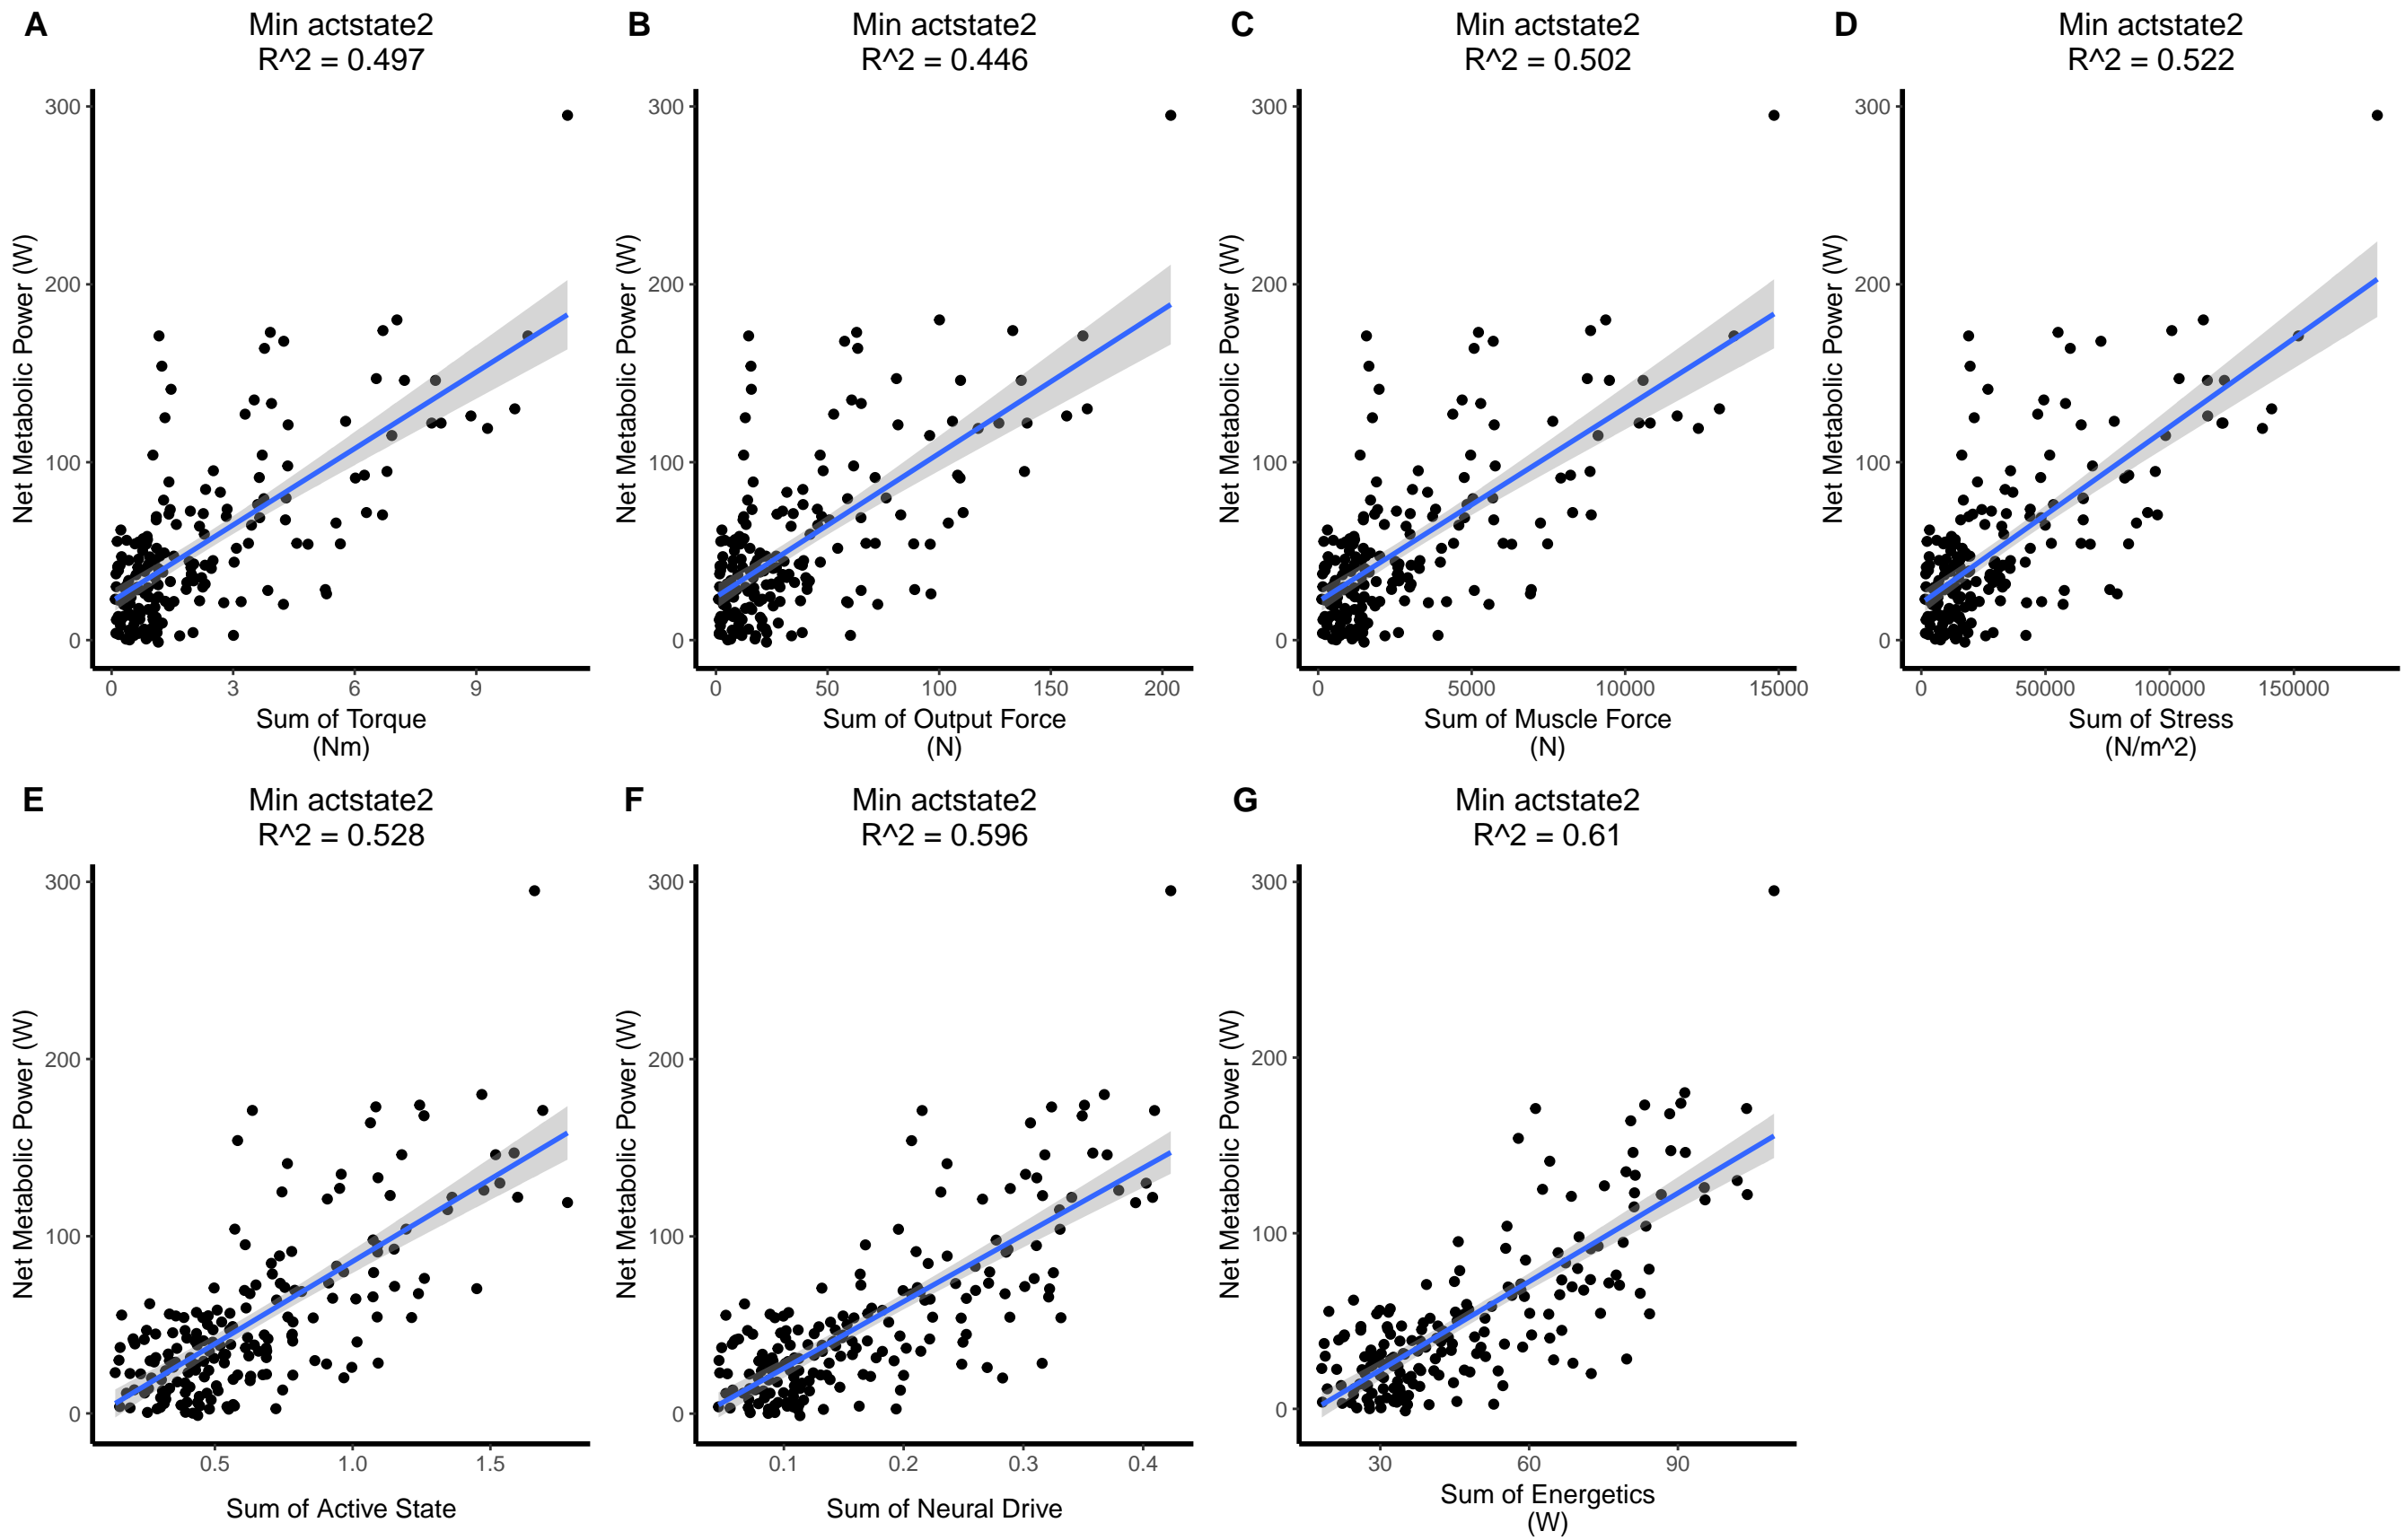 A
Min actstate2
R^2 = 0.497
Net Metabolic Power (W)
300
200
100
0
0 3 6 9
Sum of Torque
(Nm)
B
Min actstate2
R^2 = 0.446
Net Metabolic Power (W)
300
200
100
0
0 50 100 150 200
Sum of Output Force
(N)
C
Min actstate2
R^2 = 0.502
Net Metabolic Power (W)
300
200
100
0
0 5000 10000 15000
Sum of Muscle Force
(N)
D
Min actstate2
R^2 = 0.522
Net Metabolic Power (W)
300
200
100
0
0 50000 100000 150000
Sum of Stress
(N/m^2)
E
Min actstate2
R^2 = 0.528
Net Metabolic Power (W)
300
200
100
0
0.5 1.0 1.5
Sum of Active State
F
Min actstate2
R^2 = 0.596
Net Metabolic Power (W)
300
200
100
0
0.1 0.2 0.3 0.4
Sum of Neural Drive
G
Min actstate2
R^2 = 0.61
Net Metabolic Power (W)
300
200
100
0
30 60 90
Sum of Energetics
(W)